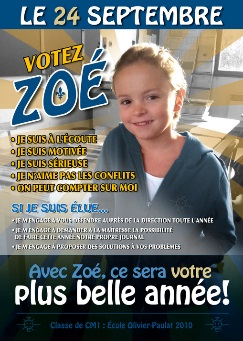 LE 24 SEPTEMBRE
VOTEZ
ZOÉ
• JE SUIS À L'ÉCOUTE
• JE SUIS MOTIVÉE
• JE SUIS SÉRIEUSE
• JE N'AIME PAS LES CONFLITS
• ON PEUT COMPTER SUR MOI
SI JE SUIS ÉLUE...
• JE M'ENGAGE À VOUS DÉFENDRE AUPRÈS DE LA DIRECTION TOUTE L'ANNÉE
• JE M'ENGAGE À DEMANDER À LA MAÎTRESSE LA POSSIBILITÉ
DE FAIRE CETTE ANNÉE NOTRE PROPRE JOURNAL
• JE M'ENGAGE À PROPOSER DES SOLUTIONS À VOS PROBLÈMES
Avec Zoé, ce sera votre
plus belle année!
Classe de CM1 : École Olivier-Paulat 2010